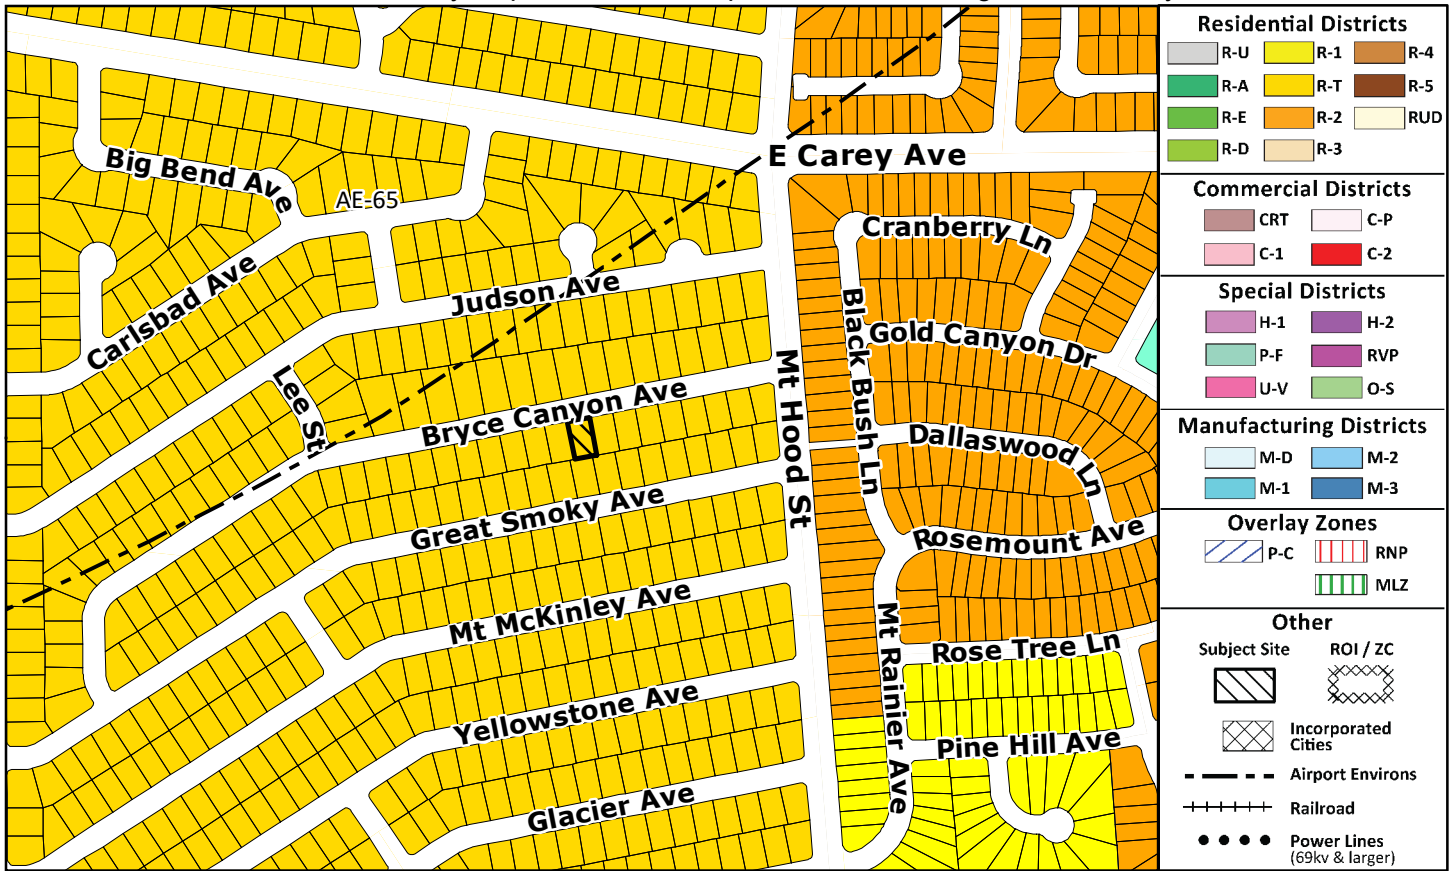 E Carey Ave
Big Bend Ave
AE-65
Cranberry Ln
Carlsbad Ave
Judson Ave
Black Bush Ln
Gold Canyon Dr
Lee St
Mt Hood St
Bryce Canyon Ave
Dallaswood Ln
Great Smoky Ave
Rosemount Ave
Mt McKinley Ave
Mt Rainier Ave
Rose Tree Ln
Yellowstone Ave
Pine Hill Ave
Glacier Ave
Residential Districts
R-U R-1 R-4
R-A R-T R-5
R-E R-2 RUD
R-D R-3
Commercial Districts
CRT C-P
C-1 C-2
Special Districts
H-1 H-2
P-F RVP
U-V O-S
Manufacturing Districts
M-D M-2
M-1 M-3
Overlay Zones
P-C RNP
MLZ
Other
Subject Site ROI / ZC
Incorporated
Cities
Airport Environs
Railroad
Power Lines
(69kv & larger)